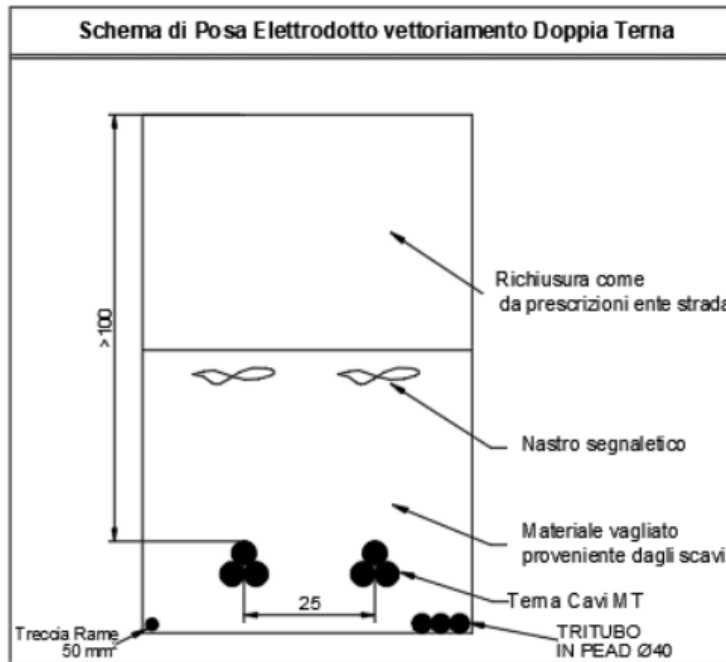 Schema di Posa Elettrodotto vettoriamento Doppia Terna
>100
Richiusura come
da prescrizioni ente strada
Nastro segnaletico
Materiale vagliato
proveniente dagli scavi
25
Terna Cavi MT
Treccia Rame
50 mm²
TRITUBO
IN PEAD Ø40